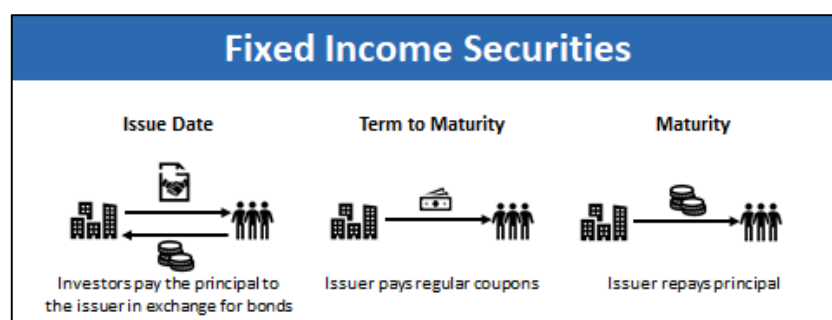 Fixed Income Securities
Issue Date
Term to Maturity
Maturity
Investors pay the principal to
the issuer in exchange for bonds
Issuer pays regular coupons
Issuer repays principal